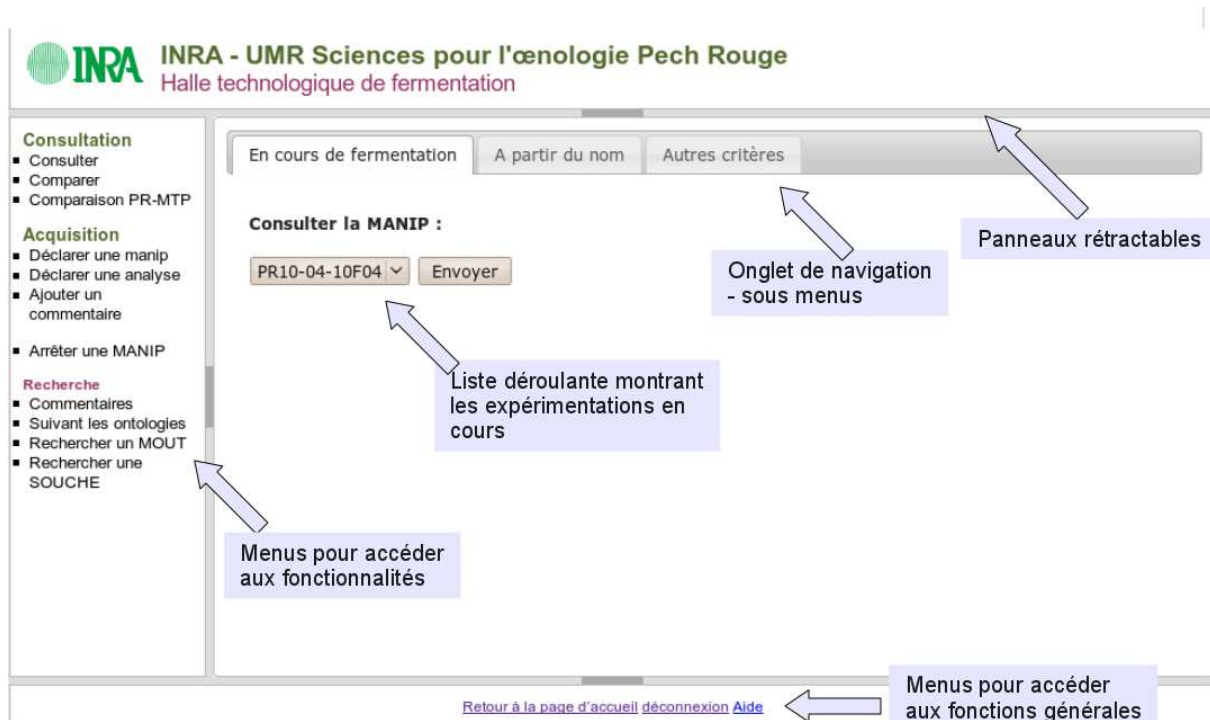 INRA
INRA - UMR Sciences pour l'œnologie Pech Rouge
Halle technologique de fermentation
Consultation
Consulter
Comparer
Comparaison PR-MTP
Acquisition
Déclarer une manip
Déclarer une analyse
Ajouter un
commentaire
Arrêter une MANIP
Recherche
Commentaires
Suivant les ontologies
Rechercher un MOUT
Rechercher une
SOUCHE
En cours de fermentation
A partir du nom
Autres critères
Consulter la MANIP :
PR10-04-10F04
Envoyer
Panneaux rétractables
Onglet de navigation
- sous menus
Liste déroulante montrant
les expérimentations en
cours
Menus pour accéder
aux fonctionnalités
Retour à la page d'accueil déconnexion Aide
Menus pour accéder
aux fonctions générales